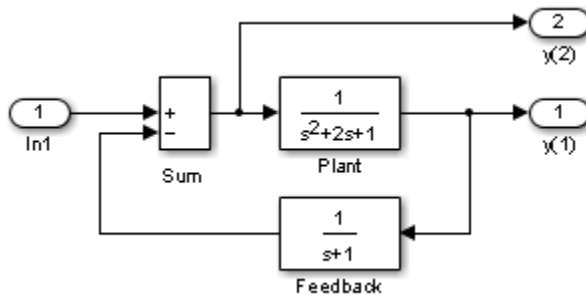 2
y(2)
1
In1
+
−
Sum
1
s²+2s+1
Plant
1
y(1)
1
s+1
Feedback